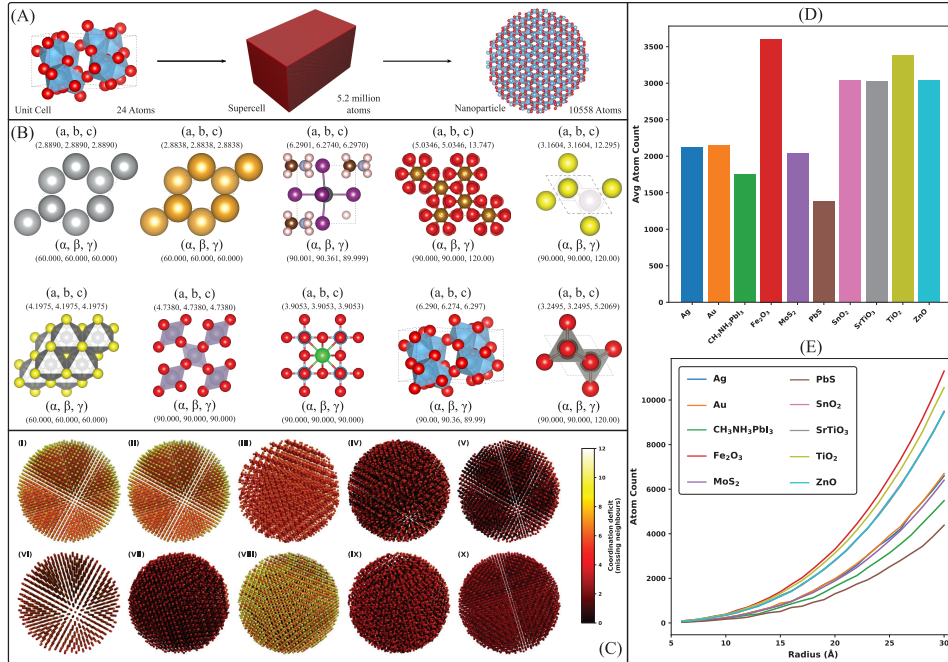 (A)
Unit Cell
24 Atoms
Supercell
5.2 million
atoms
Nanoparticle
10558 Atoms
(B)
(a, b, c)
(2.8890, 2.8890, 2.8890)
(α, β, γ)
(60.000, 60.000, 60.000)
(a, b, c)
(2.8838, 2.8838, 2.8838)
(α, β, γ)
(60.000, 60.000, 60.000)
(a, b, c)
(6.2901, 6.2740, 6.2970)
(α, β, γ)
(90.001, 90.361, 89.999)
(a, b, c)
(5.0346, 5.0346, 13.747)
(α, β, γ)
(90.000, 90.000, 120.00)
(a, b, c)
(3.1604, 3.1604, 12.295)
(α, β, γ)
(90.000, 90.000, 120.00)
(a, b, c)
(4.1975, 4.1975, 4.1975)
(α, β, γ)
(60.000, 60.000, 60.000)
(a, b, c)
(4.7380, 4.7380, 4.7380)
(α, β, γ)
(90.000, 90.000, 90.000)
(a, b, c)
(3.9053, 3.9053, 3.9053)
(α, β, γ)
(90.000, 90.000, 90.000)
(a, b, c)
(6.290, 6.274, 6.297)
(α, β, γ)
(90.00, 90.36, 89.99)
(a, b, c)
(3.2495, 3.2495, 5.2069)
(α, β, γ)
(90.000, 90.000, 120.00)
(I)
(II)
(III)
(IV)
(V)
(VI)
(VII)
(VIII)
(IX)
(X)
12
10
8
6
4
2
0
Coordination deficit
(missing neighbours)
(C)
(D)
Avg Atom Count
3500
3000
2500
2000
1500
1000
500
0
Ag
Au
CH₃NH₃PbI₃
Fe₂O₃
MoS₂
PbS
SnO₂
SrTiO₃
TiO₂
ZnO
(E)
Ag
Au
CH₃NH₃PbI₃
Fe₂O₃
MoS₂
PbS
SnO₂
SrTiO₃
TiO₂
ZnO
Atom Count
10000
8000
6000
4000
2000
0
5
10
15
20
25
30
Radius (Å)